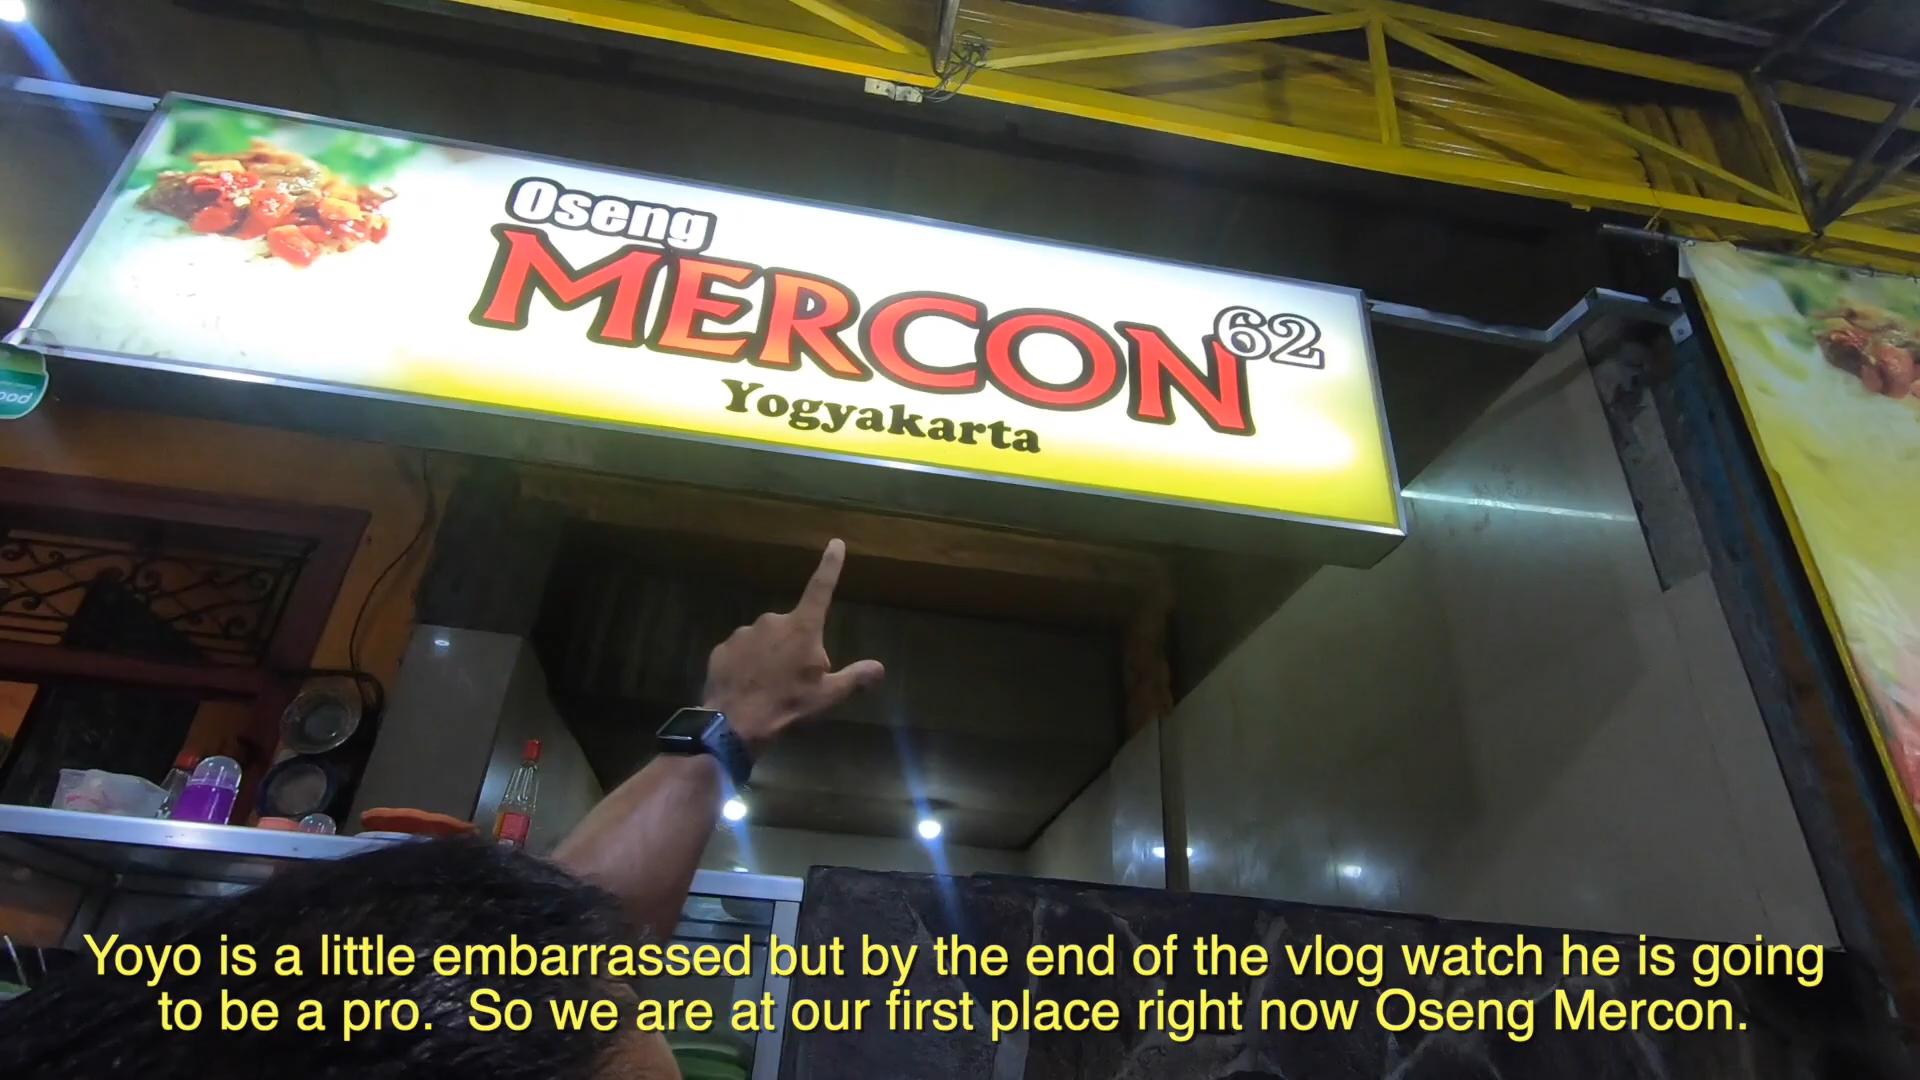 Oseng
MERCON 62
Yogyakarta
ood
Yoyo is a little embarrassed but by the end of the vlog watch he is going
to be a pro. So we are at our first place right now Oseng Mercon.